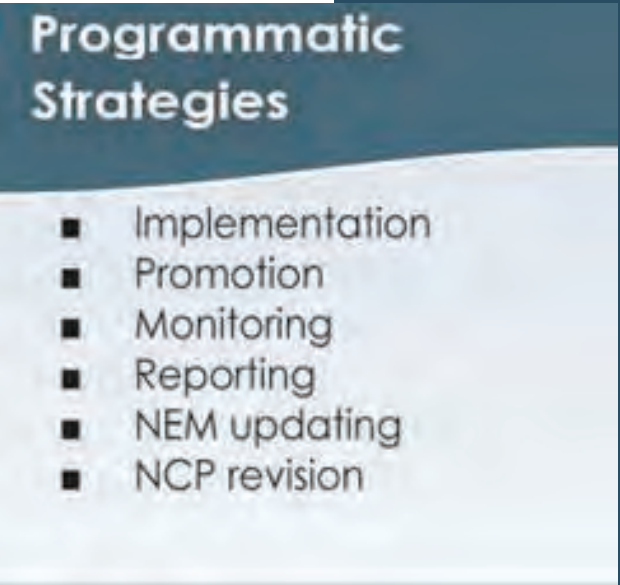 Programmatic
Strategies
■ Implementation
■ Promotion
■ Monitoring
■ Reporting
■ NEM updating
■ NCP revision